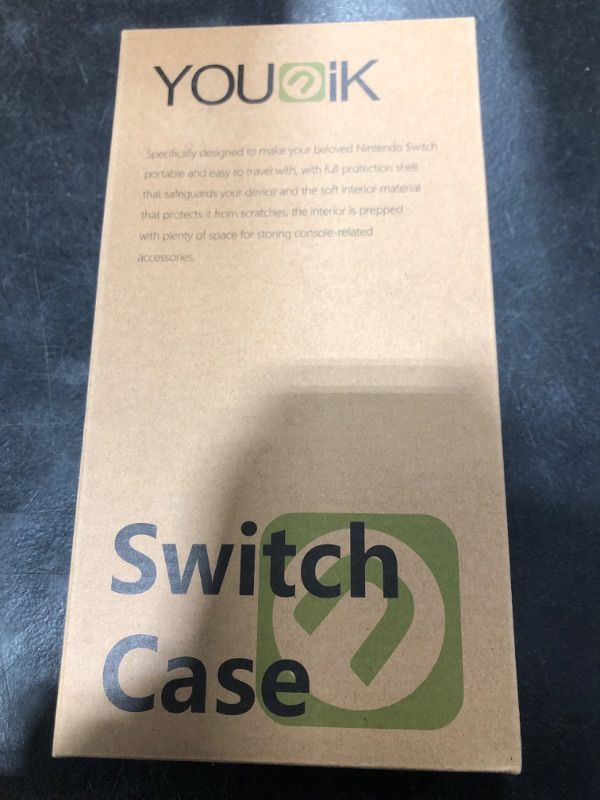 YOUniK
Specifically designed to make your beloved Nintendo Switch
portable and easy to travel with, with full protection shell
that safeguards your device and the soft interior material
that protects it from scratches, the interior is prepped
with plenty of space for storing console-related
accessories.
Switch
Case